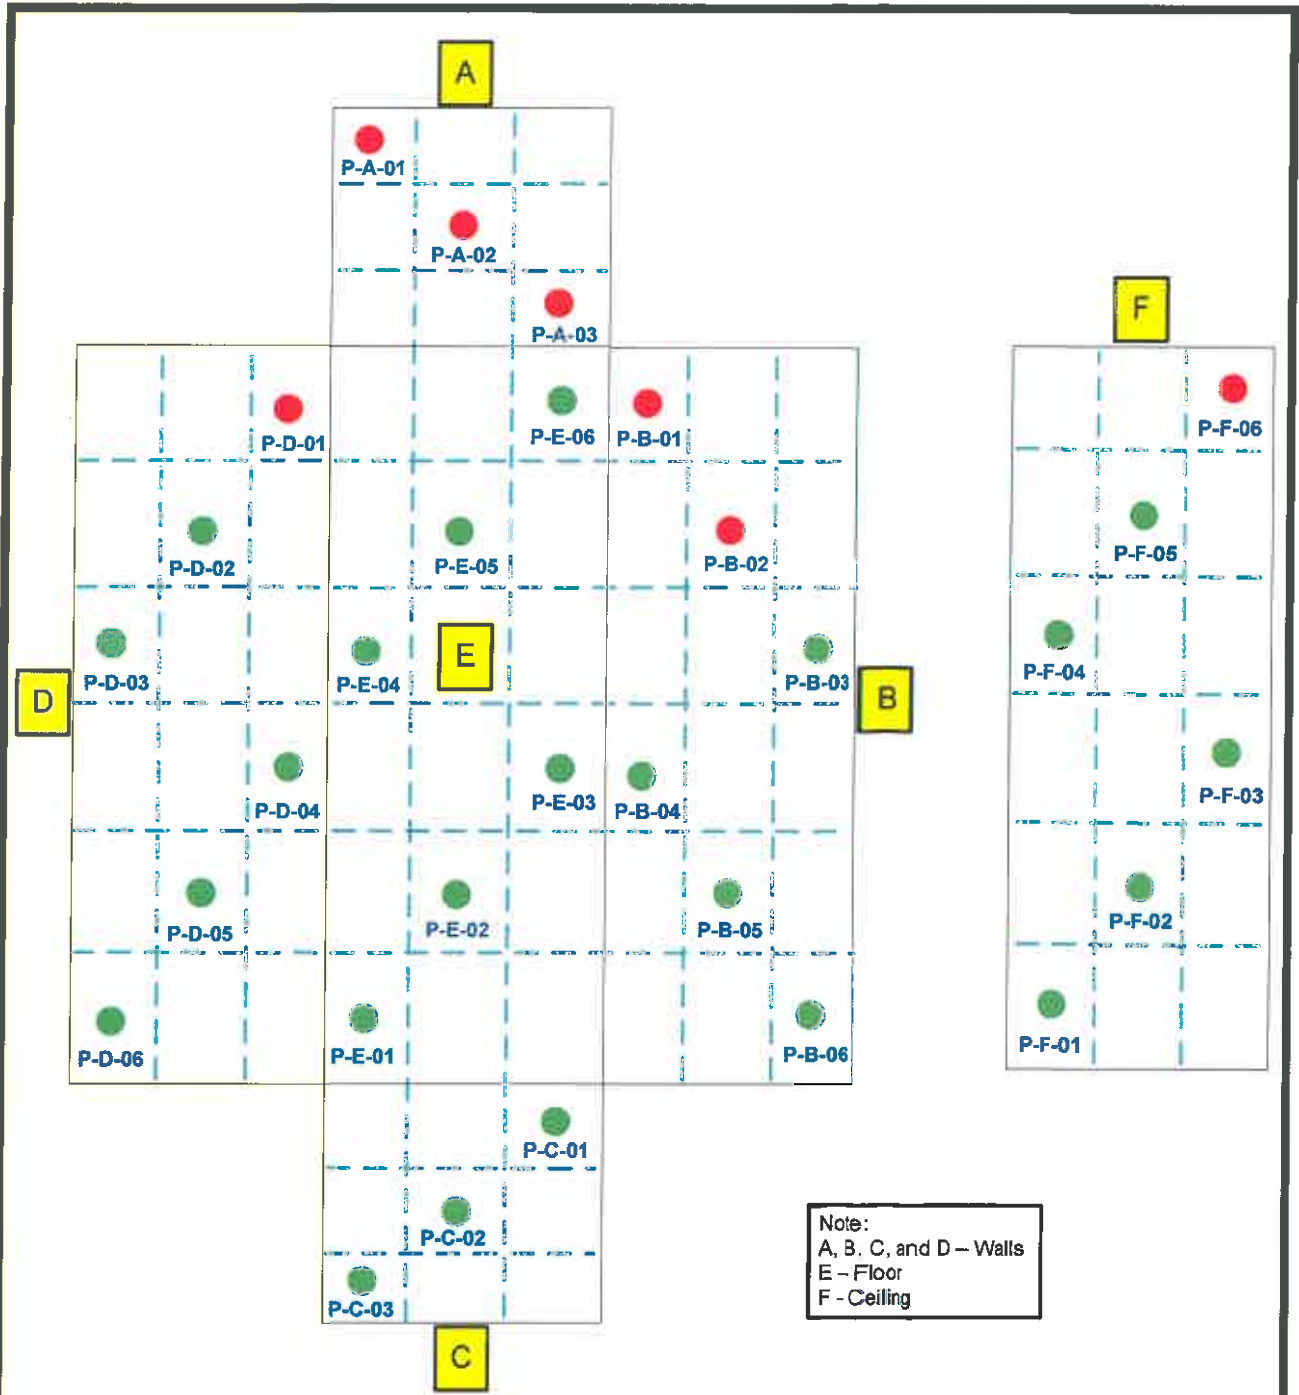 A
P-A-01
P-A-02
P-A-03
F
P-D-01
P-E-06
P-B-01
P-F-06
P-D-02
P-E-05
P-B-02
P-F-05
P-D-03
P-E-04
E
P-B-03
P-F-04
D
B
P-D-04
P-E-03
P-B-04
P-F-03
P-D-05
P-E-02
P-B-05
P-F-02
P-D-06
P-E-01
P-B-06
P-F-01
P-C-01
P-C-02
P-C-03
C
Note:
A, B, C, and D – Walls
E – Floor
F - Ceiling